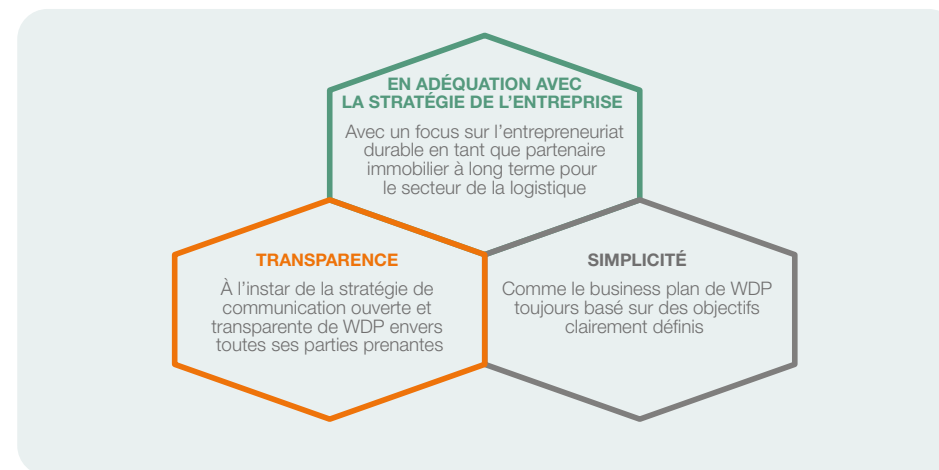 EN ADÉQUATION AVEC
LA STRATÉGIE DE L’ENTREPRISE
Avec un focus sur l’entrepreneuriat
durable en tant que partenaire
immobilier à long terme pour
le secteur de la logistique
TRANSPARENCE
À l’instar de la stratégie de
communication ouverte et
transparente de WDP envers
toutes ses parties prenantes
SIMPLICITÉ
Comme le business plan de WDP
toujours basé sur des objectifs
clairement définis